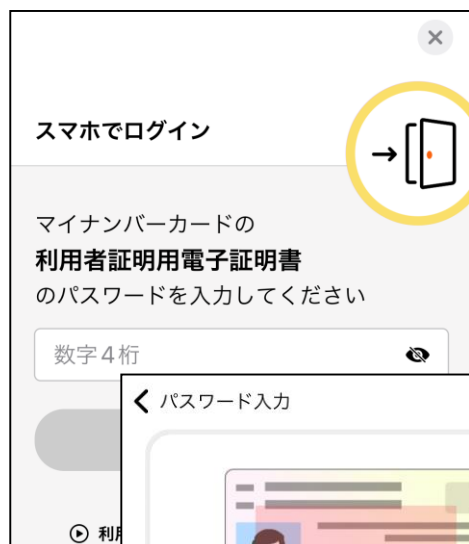 スマホでログイン
マイナンバーカードの
利用者証明用電子証明書
のパスワードを入力してください
数字4桁
パスワード入力
利用